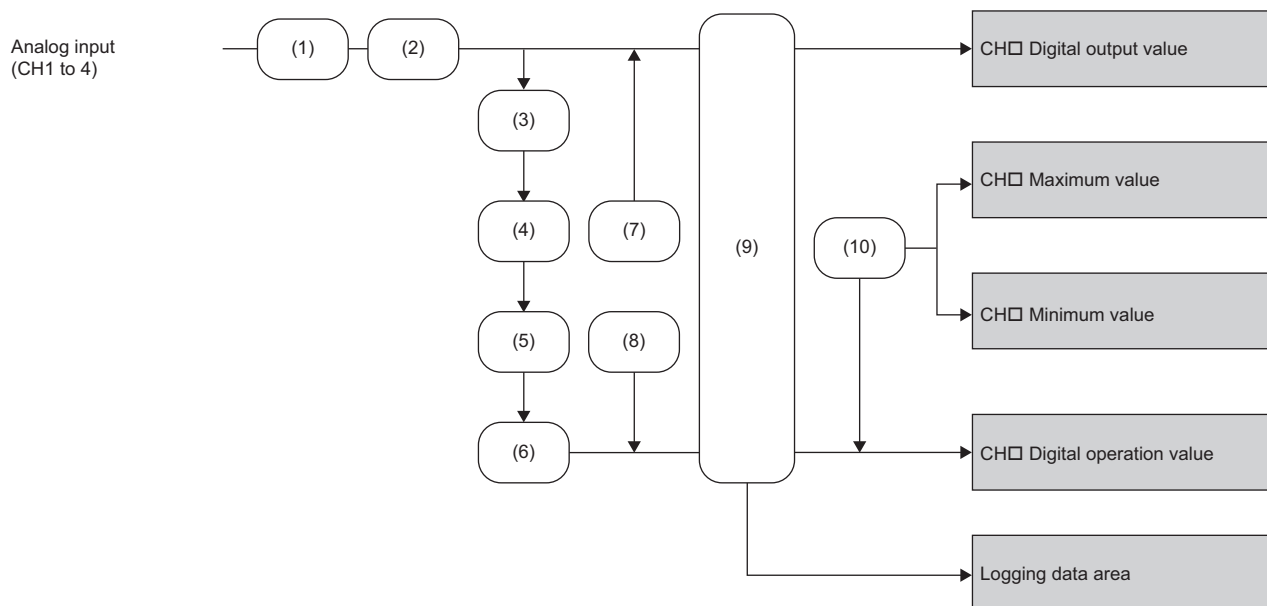 Analog input
(CH1 to 4)
(1)
(2)
(3)
(4)
(5)
(6)
(7)
(8)
(9)
(10)
CH□ Digital output value
CH□ Maximum value
CH□ Minimum value
CH□ Digital operation value
Logging data area